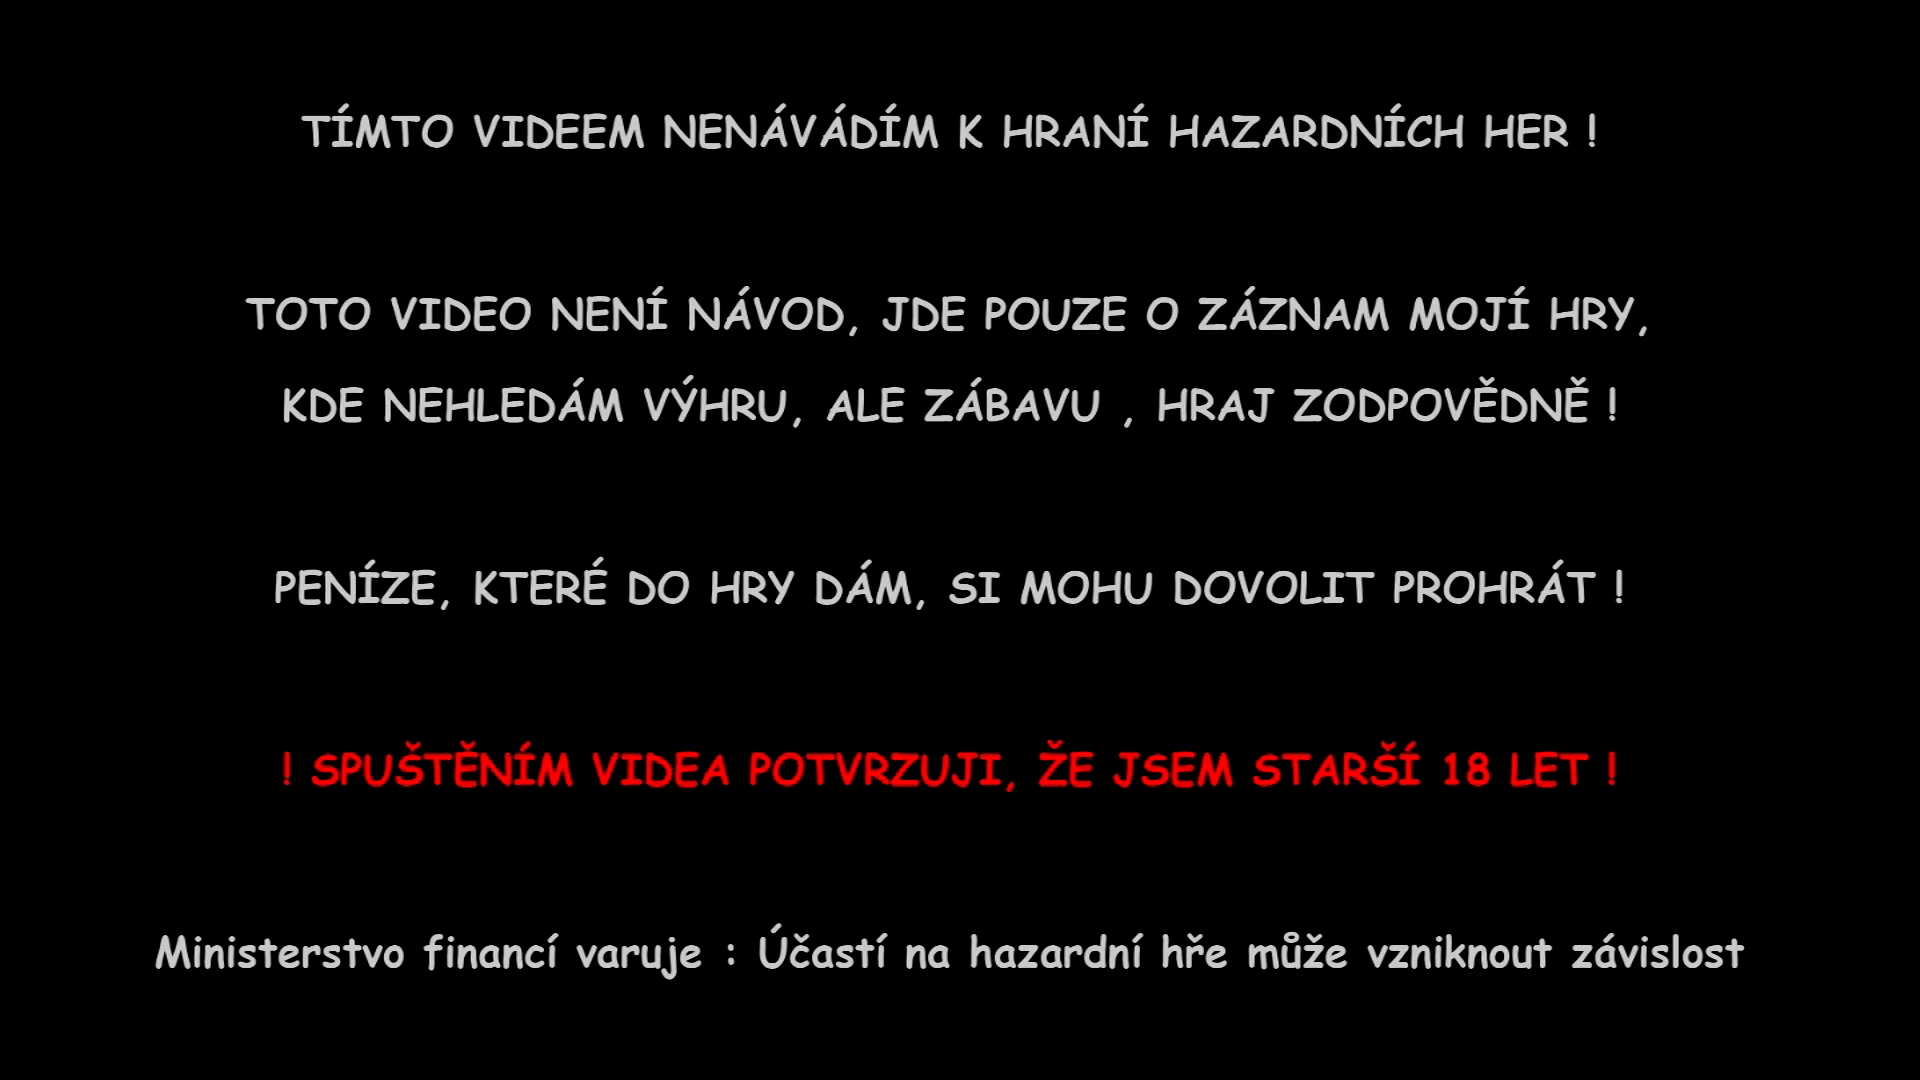 TÍMTO VIDEEM NENÁVÁDÍM K HRANÍ HAZARDNÍCH HER !
TOTO VIDEO NENÍ NÁVOD, JDE POUZE O ZÁZNAM MOJÍ HRY,
KDE NEHLEDÁM VÝHRU, ALE ZÁBAVU , HRAJ ZODPOVĚDNĚ !
PENÍZE, KTERÉ DO HRY DÁM, SI MOHU DOVOLIT PROHRÁT !
! SPUŠTĚNÍM VIDEA POTVRZUJI, ŽE JSEM STARŠÍ 18 LET !
Ministerstvo financí varuje : Účastí na hazardní hře může vzniknout závislost